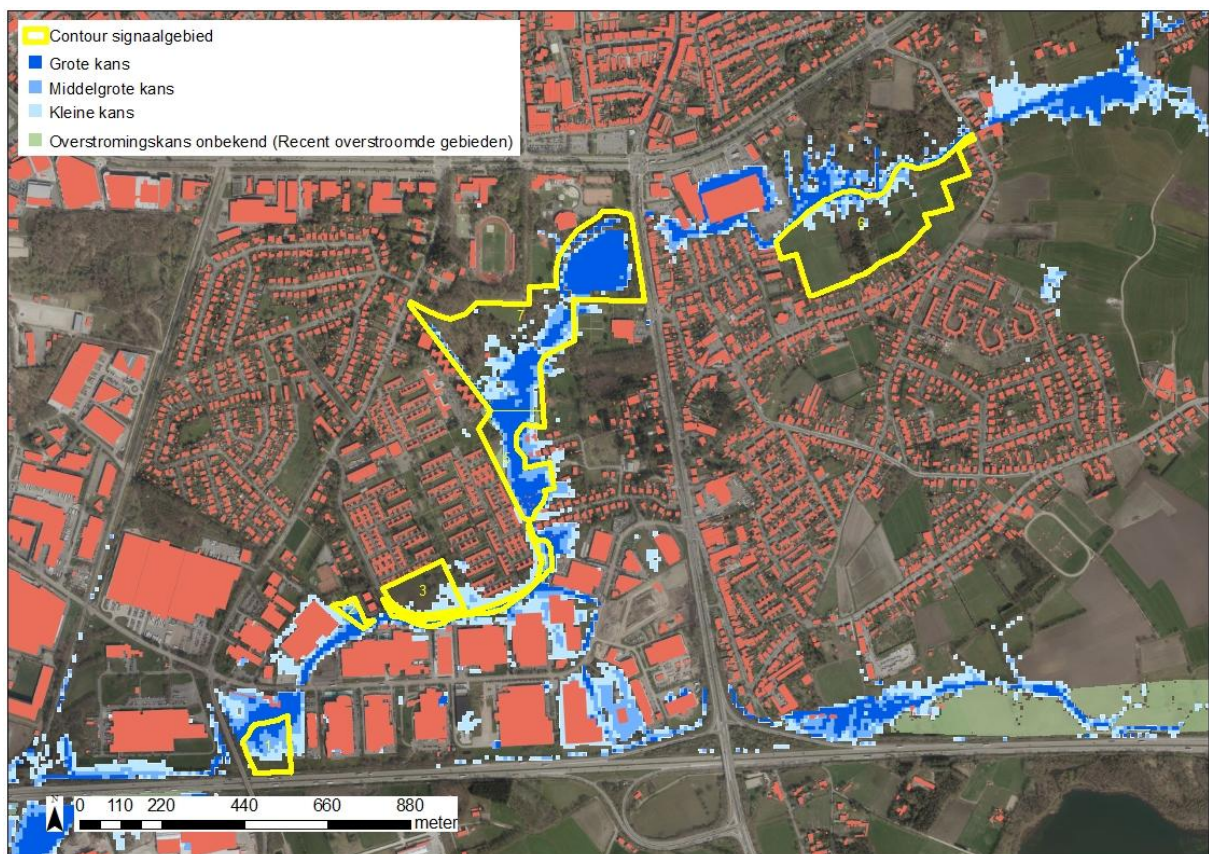 Contour signaalgebied
Grote kans
Middelgrote kans
Kleine kans
Overstromingskans onbekend (Recent overstroomde gebieden)
6
7
3
N
0 110 220 440 660 880
meter